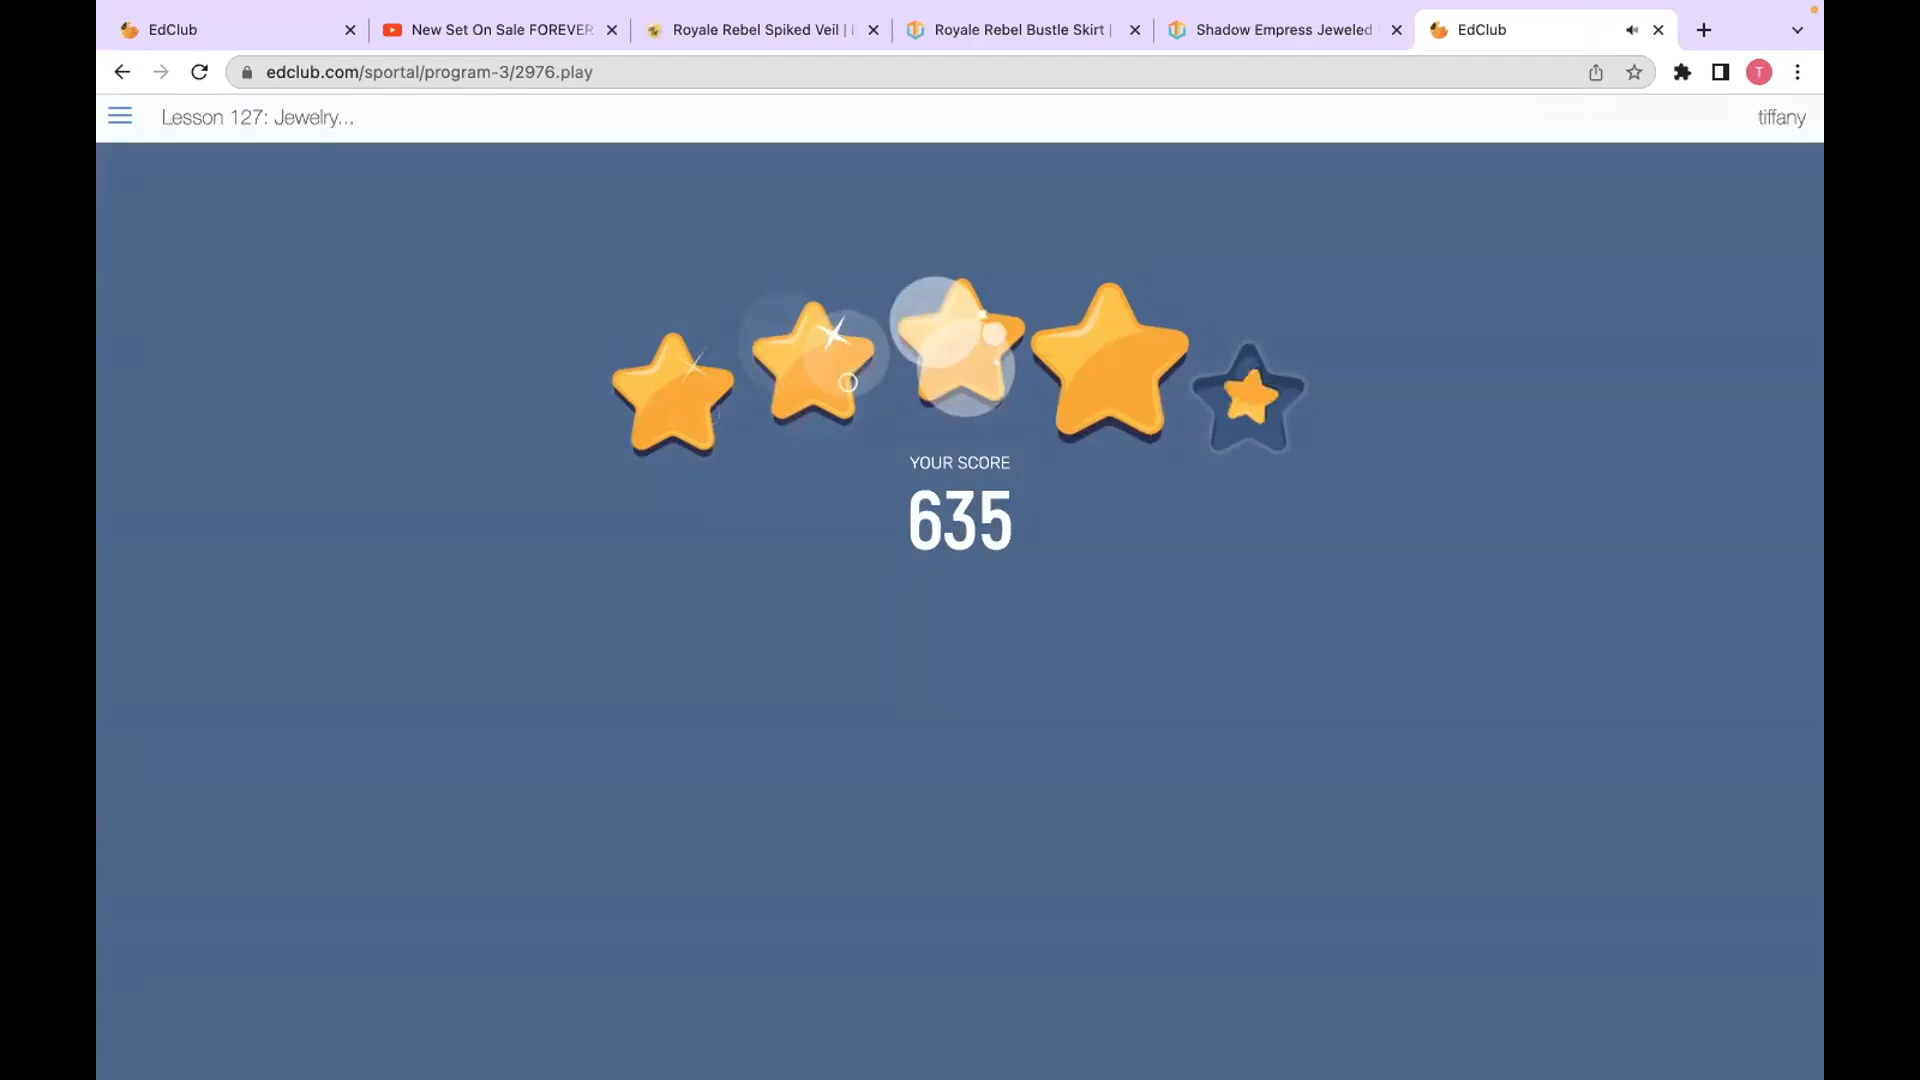 EdClub
New Set On Sale FOREVER
Royale Rebel Spiked Veil |
Royale Rebel Bustle Skirt |
Shadow Empress Jeweled
EdClub
edclub.com/sportal/program-3/2976.play
T
Lesson 127: Jewelry...
tiffany
YOUR SCORE
635